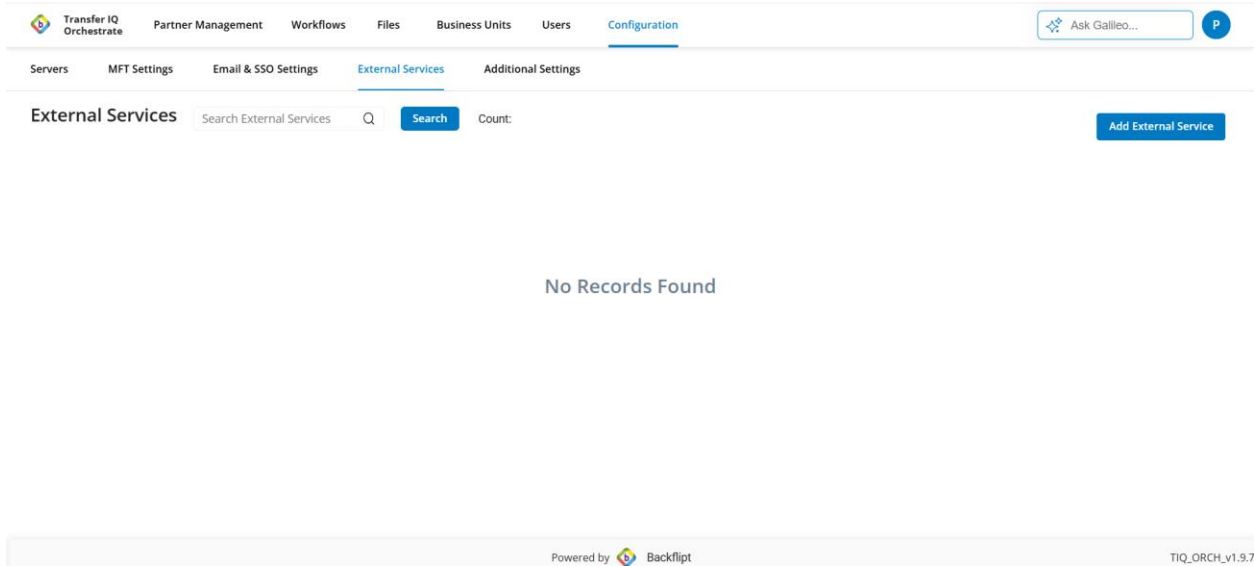 Transfer IQ
Orchestrate
Partner Management Workflows Files Business Units Users Configuration
Ask Galileo...
P
Servers MFT Settings Email & SSO Settings External Services Additional Settings
External Services Search External Services Search Count:
Add External Service
No Records Found
Powered by b Backflipt
TIQ_ORCH_v1.9.7